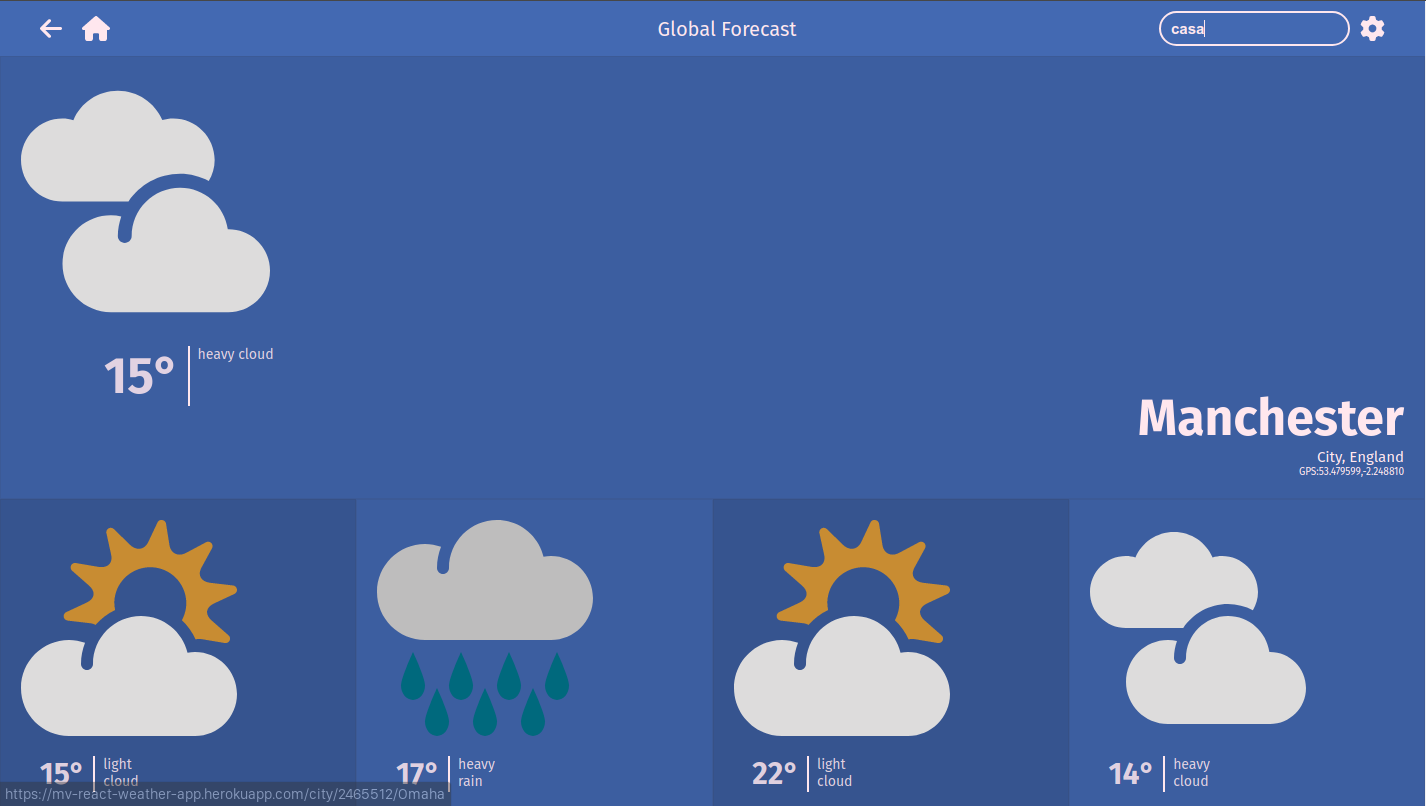 Global Forecast
casa
15°
heavy cloud
Manchester
City, England
GPS:53.479599,-2.248810
15°
light
cloud
17°
heavy
rain
22°
light
cloud
14°
heavy
cloud
https://mv-react-weather-app.herokuapp.com/city/2465512/Omaha